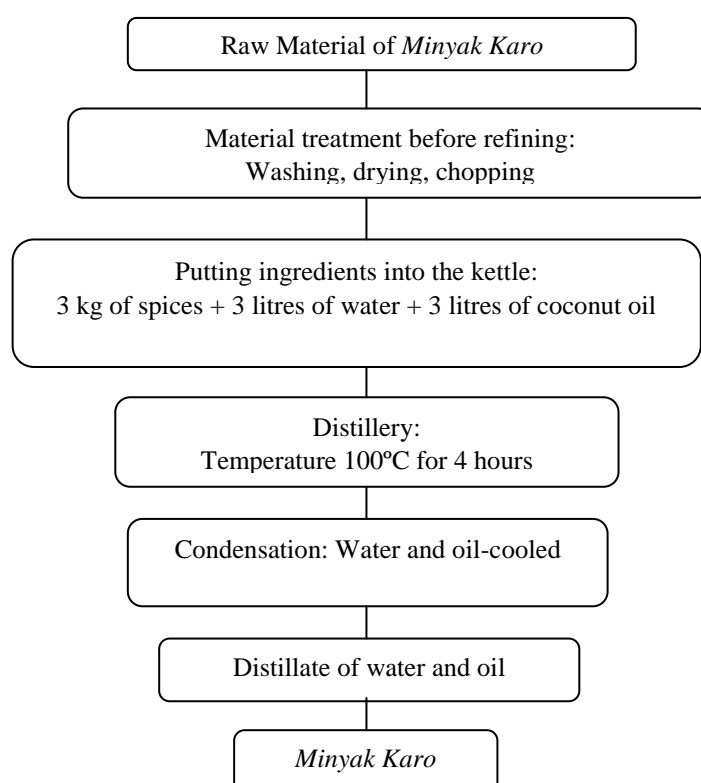 Raw Material of Minyak Karo
Material treatment before refining:
Washing, drying, chopping
Putting ingredients into the kettle:
3 kg of spices + 3 litres of water + 3 litres of coconut oil
Distillery:
Temperature 100ºC for 4 hours
Condensation: Water and oil-cooled
Distillate of water and oil
Minyak Karo